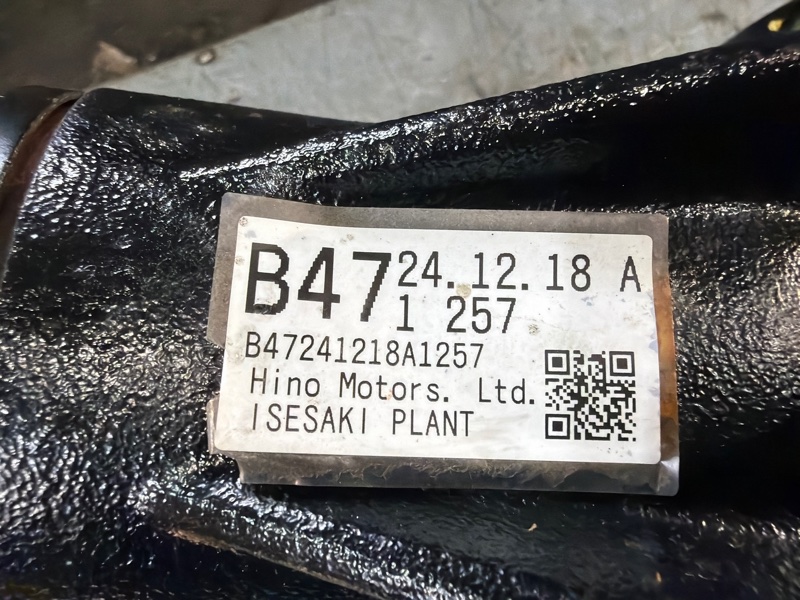 B47 24.12.18 A
1 257
B47241218A1257
Hino Motors. Ltd.
ISESAKI PLANT